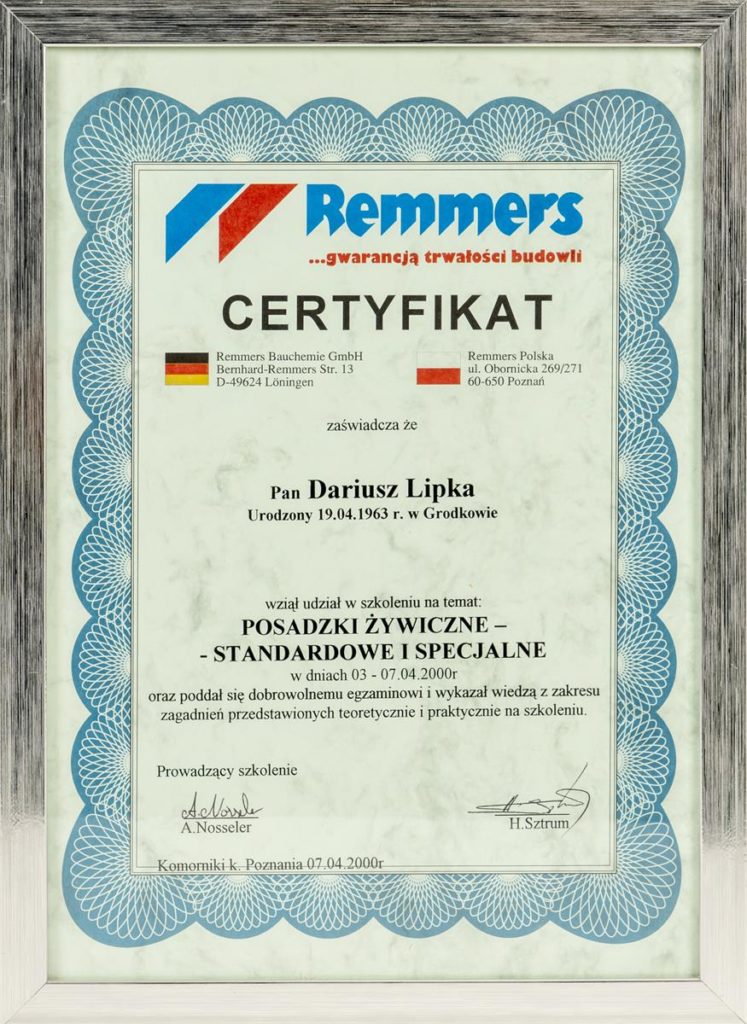 Remmers
...gwarancją trwałości budowli
CERTYFIKAT
Remmers Bauchemie GmbH
Bernhard-Remmers Str. 13
D-49624 Löningen
Remmers Polska
ul. Obornicka 269/271
60-650 Poznań
zaświadcza że
Pan Dariusz Lipka
Urodzony 19.04.1963 r. w Grodkowie
wziął udział w szkoleniu na temat:
POSADZKI ŻYWICZNE –
- STANDARDOWE I SPECJALNE
w dniach 03 - 07.04.2000r
oraz poddał się dobrowolnemu egzaminowi i wykazał wiedzą z zakresu
zagadnień przedstawionych teoretycznie i praktycznie na szkoleniu.
Prowadzący szkolenie
A.Nosseler
H.Sztrum
Komorniki k. Poznania 07.04.2000r